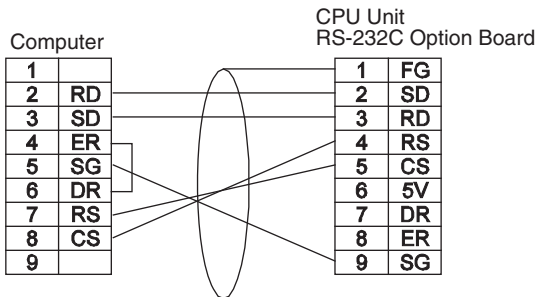 CPU Unit
RS-232C Option Board
Computer
1
2 RD
3 SD
4 ER
5 SG
6 DR
7 RS
8 CS
9
1 FG
2 SD
3 RD
4 RS
5 CS
6 5V
7 DR
8 ER
9 SG